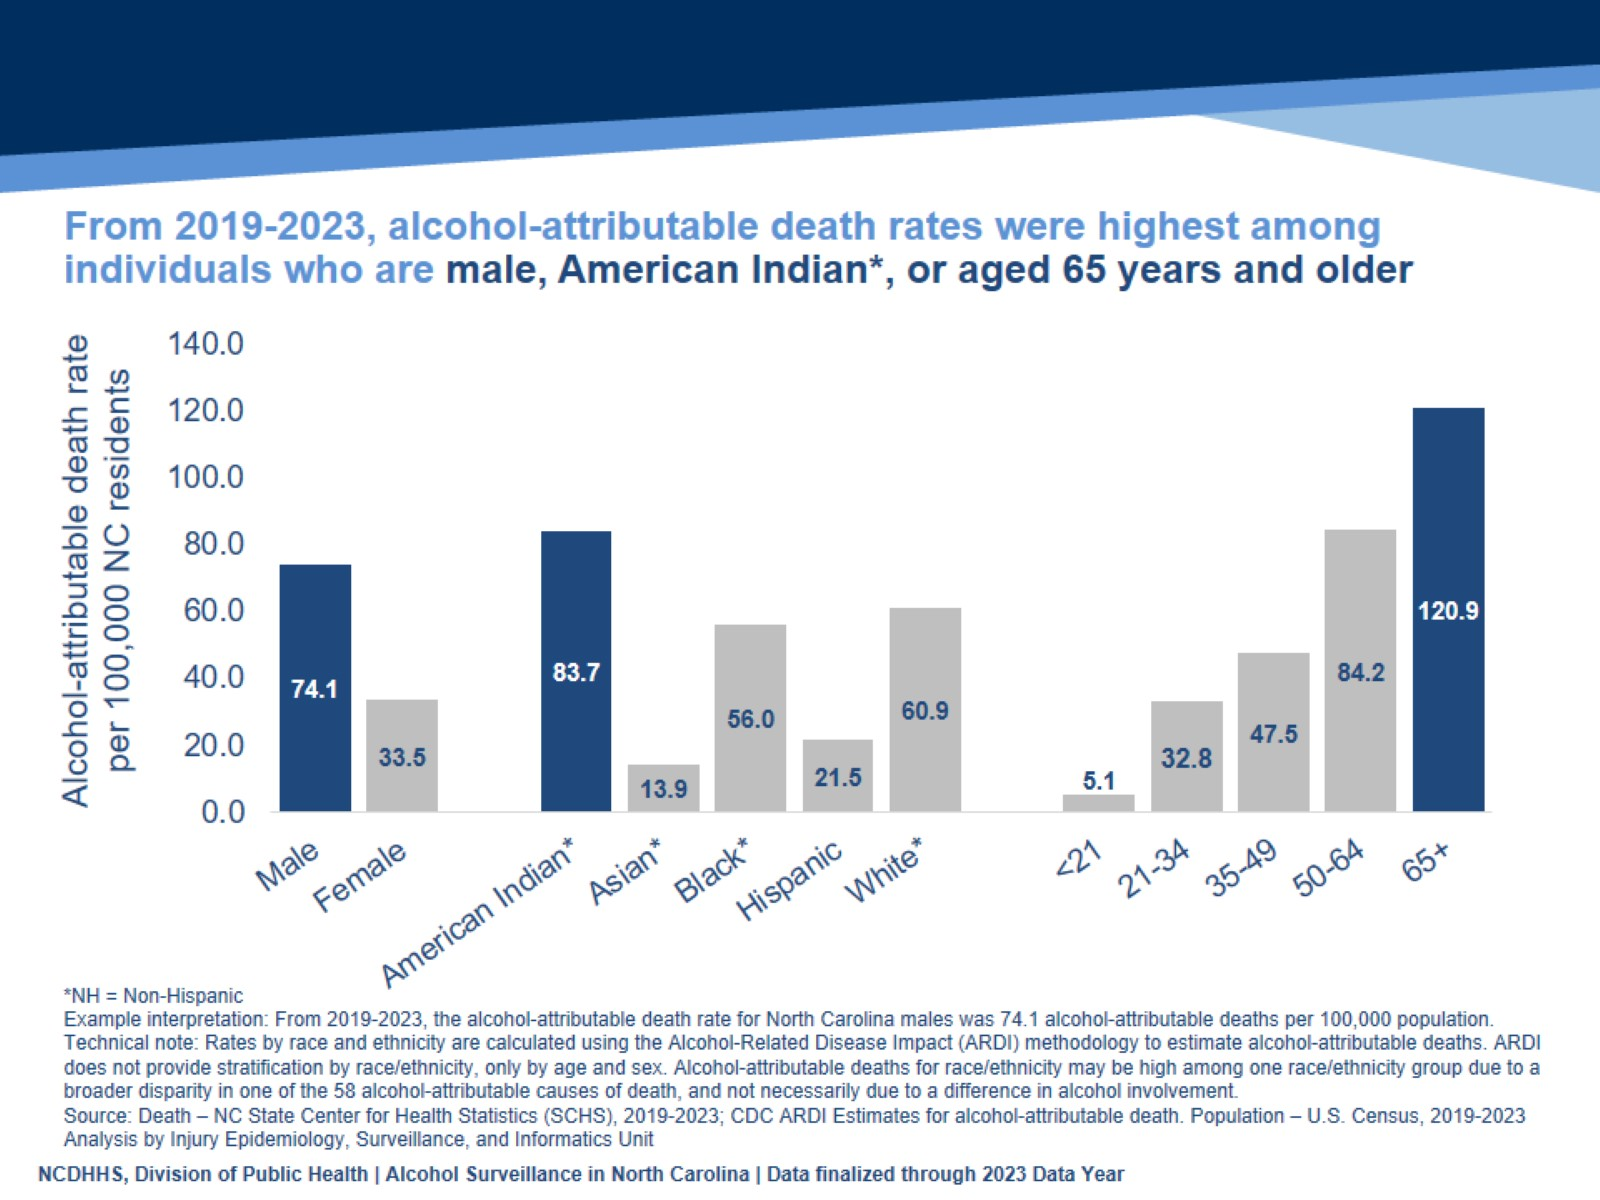 From 2019-2023, alcohol-attributable death rates were highest among
individuals who are male, American Indian*, or aged 65 years and older
Alcohol-attributable death rate
per 100,000 NC residents
140.0
120.0
100.0
80.0
60.0
40.0
20.0
0.0
74.1
33.5
83.7
13.9
56.0
21.5
60.9
5.1
32.8
47.5
84.2
120.9
Male
Female
American Indian*
Asian*
Black*
Hispanic
White*
<21
21-34
35-49
50-64
65+
*NH = Non-Hispanic
Example interpretation: From 2019-2023, the alcohol-attributable death rate for North Carolina males was 74.1 alcohol-attributable deaths per 100,000 population.
Technical note: Rates by race and ethnicity are calculated using the Alcohol-Related Disease Impact (ARDI) methodology to estimate alcohol-attributable deaths. ARDI
does not provide stratification by race/ethnicity, only by age and sex. Alcohol-attributable deaths for race/ethnicity may be high among one race/ethnicity group due to a
broader disparity in one of the 58 alcohol-attributable causes of death, and not necessarily due to a difference in alcohol involvement.
Source: Death – NC State Center for Health Statistics (SCHS), 2019-2023; CDC ARDI Estimates for alcohol-attributable death. Population – U.S. Census, 2019-2023
Analysis by Injury Epidemiology, Surveillance, and Informatics Unit
NCDHHS, Division of Public Health | Alcohol Surveillance in North Carolina | Data finalized through 2023 Data Year